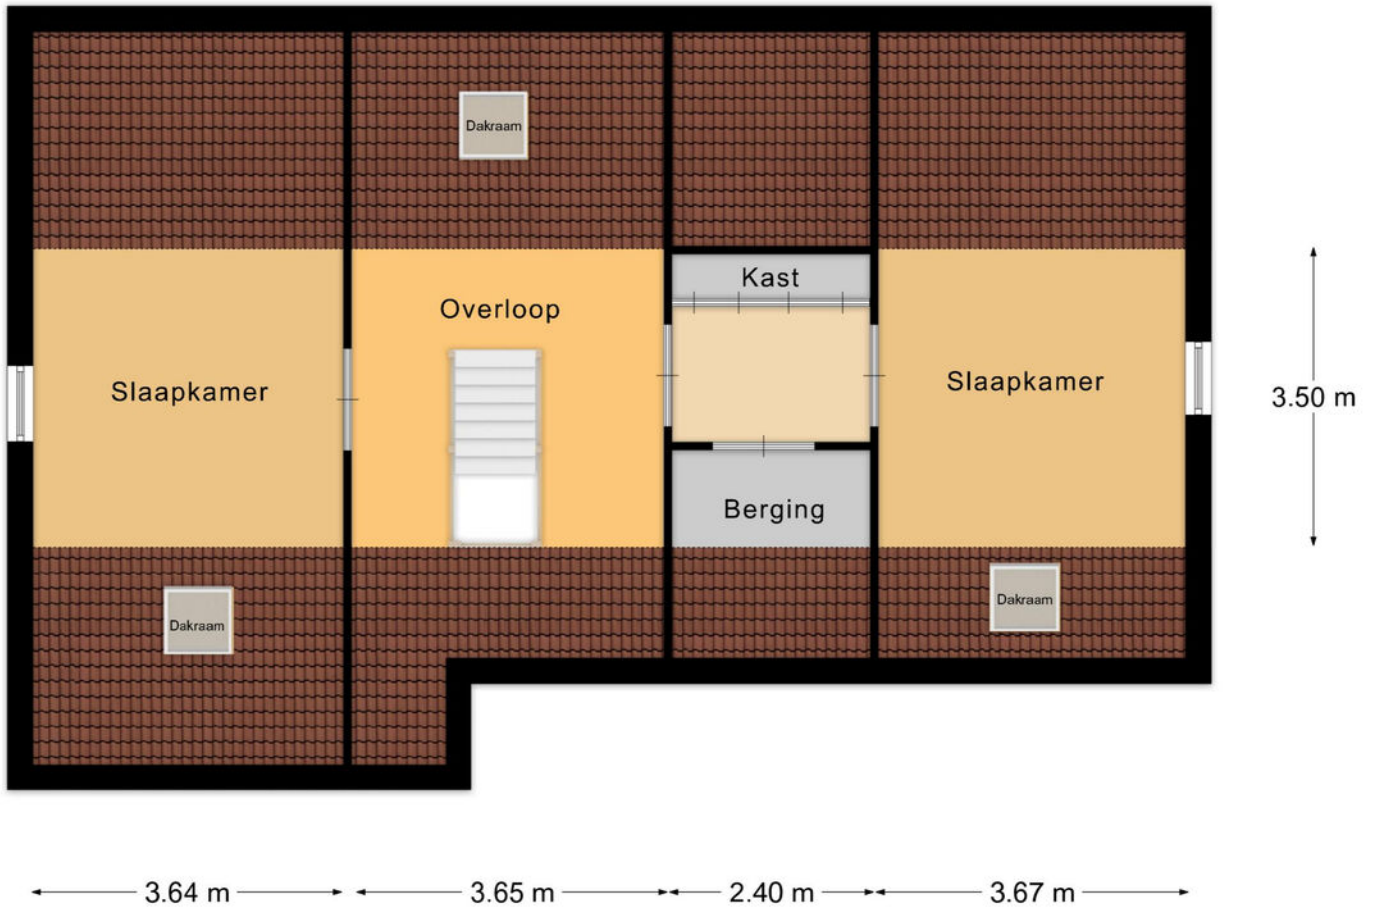 Dakraam
Kast
Overloop
Slaapkamer
Slaapkamer
3.50 m
Berging
Dakraam
Dakraam
3.64 m
3.65 m
2.40 m
3.67 m